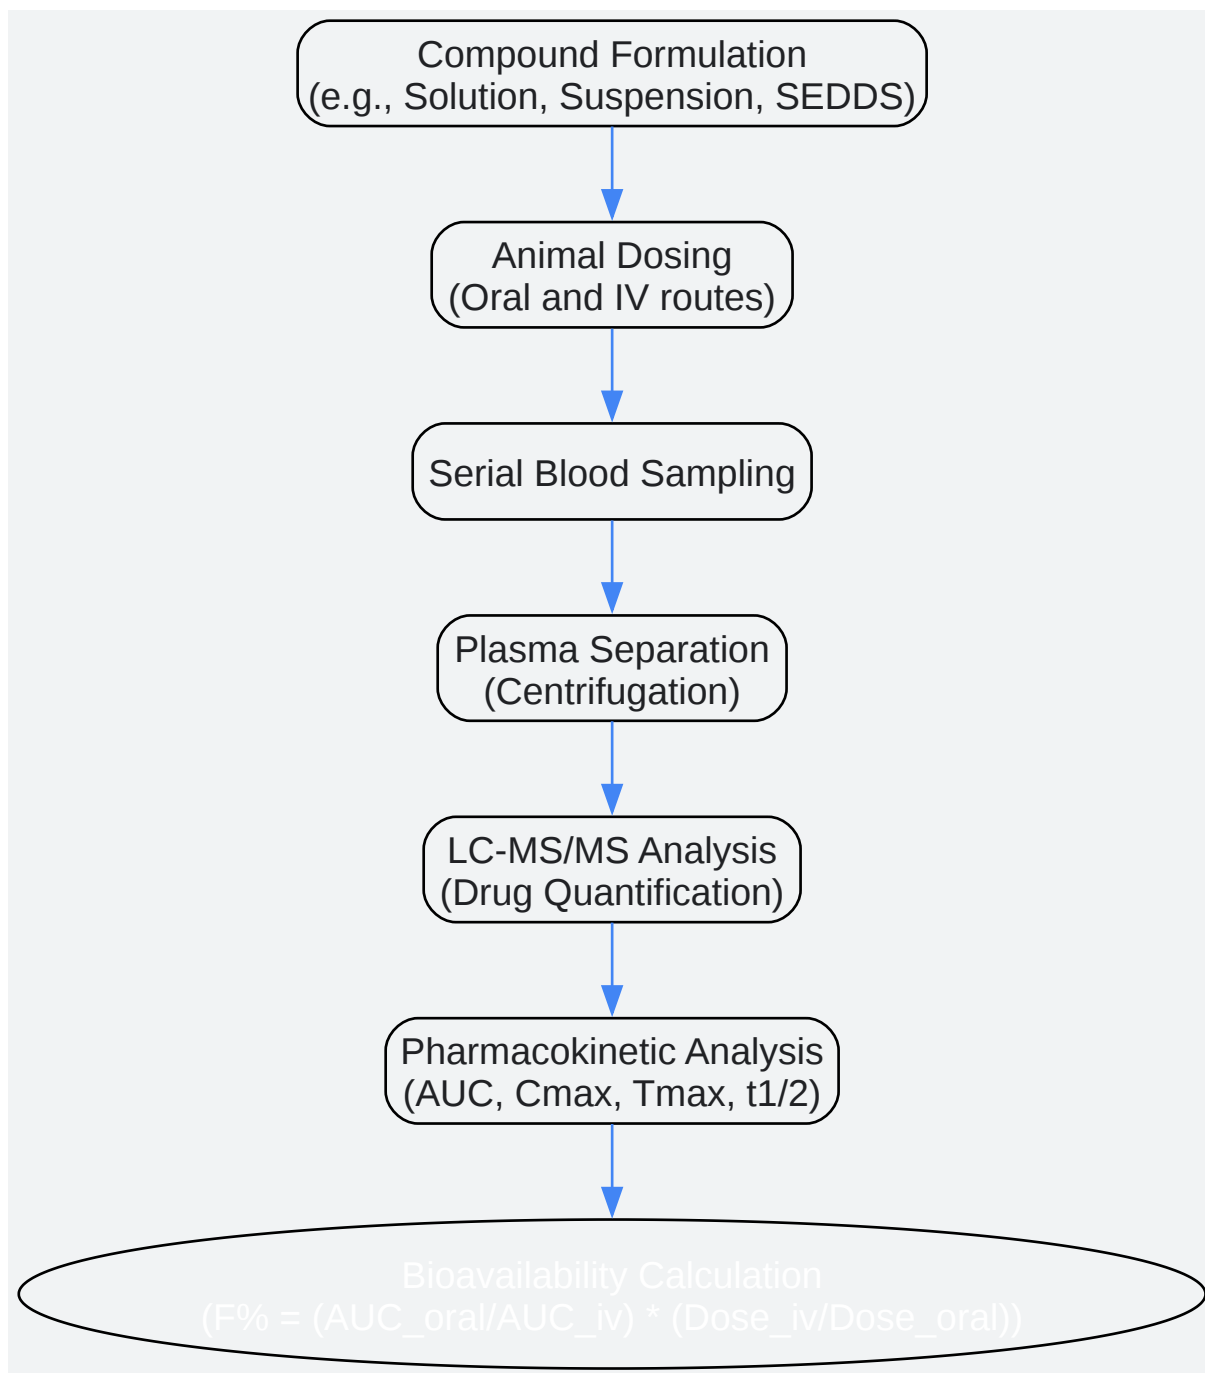 Compound Formulation
(e.g., Solution, Suspension, SEDDS)
Animal Dosing
(Oral and IV routes)
Serial Blood Sampling
Plasma Separation
(Centrifugation)
LC-MS/MS Analysis
(Drug Quantification)
Pharmacokinetic Analysis
(AUC, Cmax, Tmax, t1/2)
Bioavailability Calculation
(F% = (AUC_oral/AUC_iv) * (Dose_iv/Dose_oral))